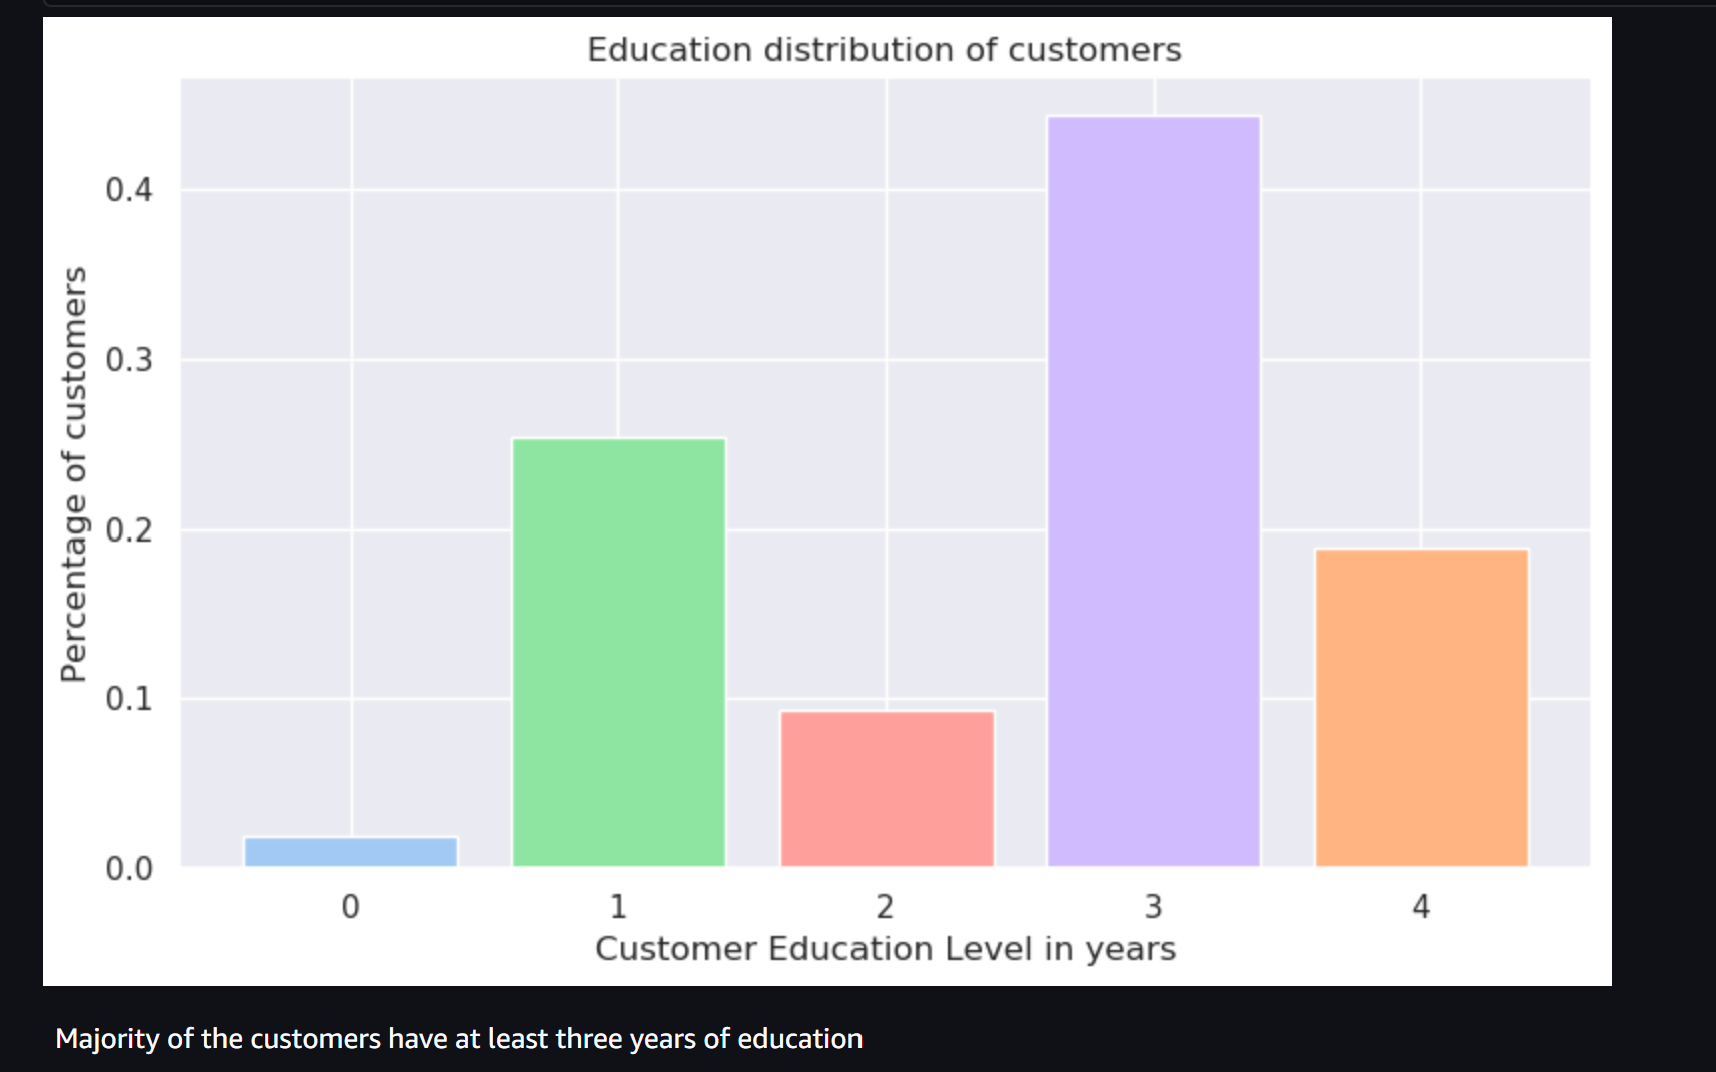 Education distribution of customers
Percentage of customers
0.4
0.3
0.2
0.1
0.0
0 1 2 3 4
Customer Education Level in years
Majority of the customers have at least three years of education